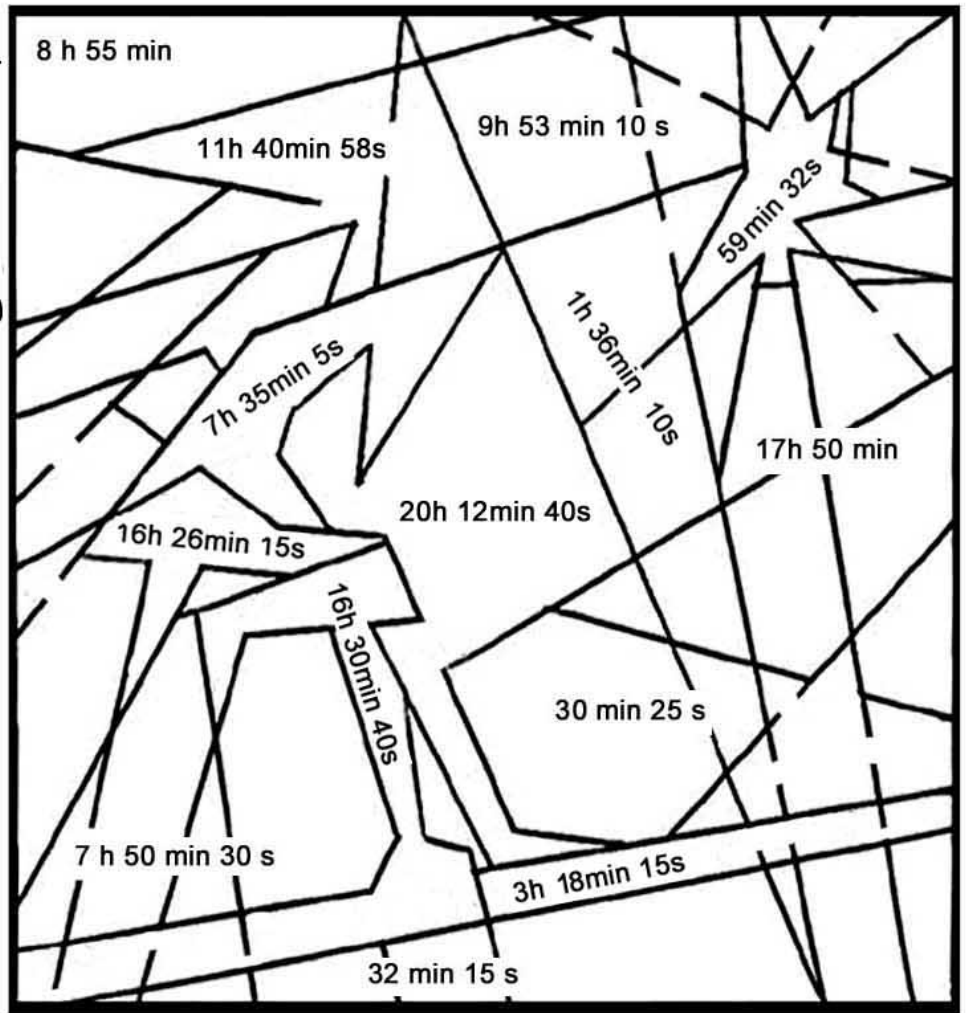 8 h 55 min
9h 53 min 10 s
11h 40min 58s
59min 32s
1h 36min 10s
7h 35min 5s
17h 50 min
20h 12min 40s
16h 26min 15s
16h 30min 40s
30 min 25 s
7 h 50 min 30 s
3h 18min 15s
32 min 15 s